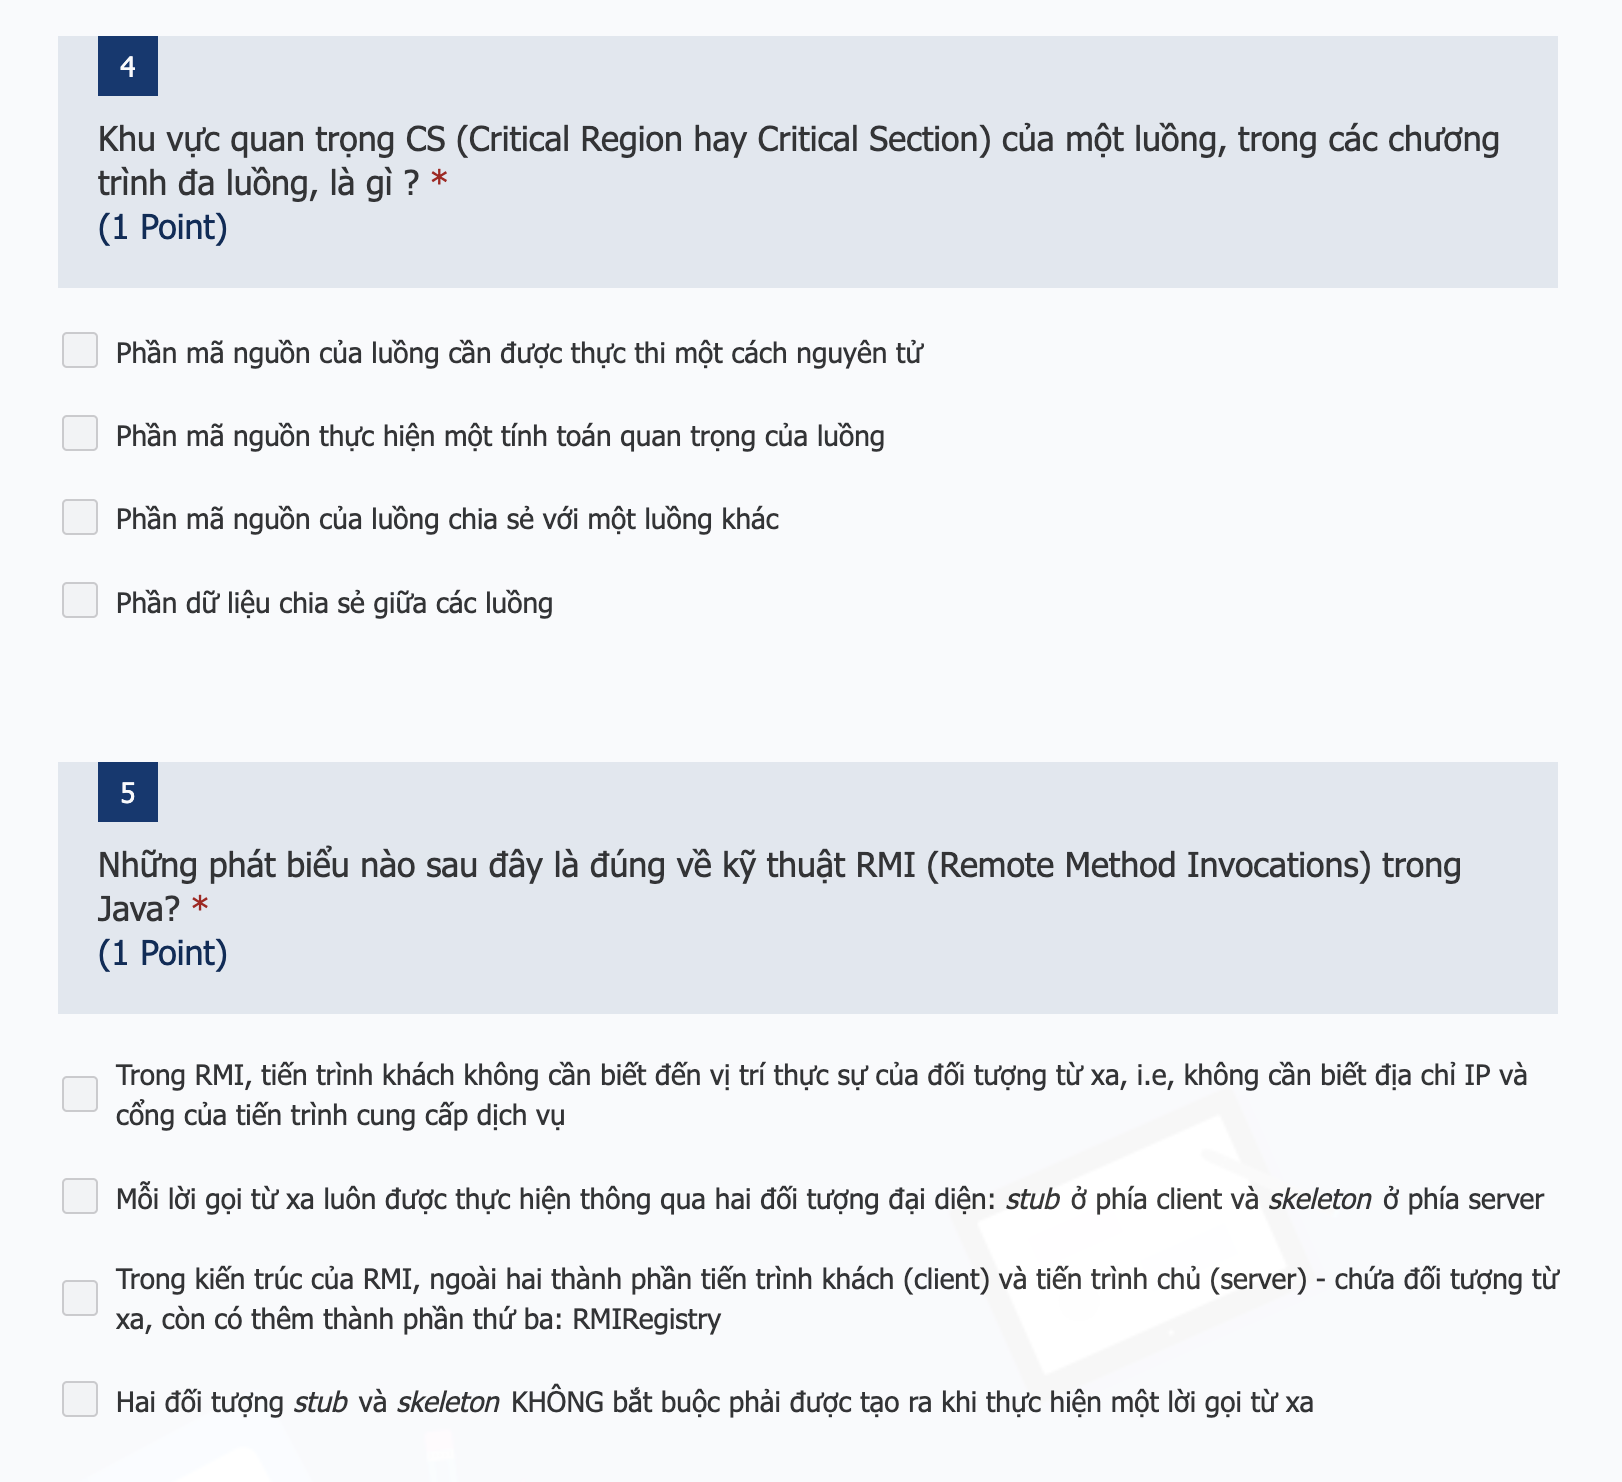 4
Khu vực quan trọng CS (Critical Region hay Critical Section) của một luồng, trong các chương
trình đa luồng, là gì ? *
(1 Point)
Phần mã nguồn của luồng cần được thực thi một cách nguyên tử
Phần mã nguồn thực hiện một tính toán quan trọng của luồng
Phần mã nguồn của luồng chia sẻ với một luồng khác
Phần dữ liệu chia sẻ giữa các luồng
5
Những phát biểu nào sau đây là đúng về kỹ thuật RMI (Remote Method Invocations) trong
Java? *
(1 Point)
Trong RMI, tiến trình khách không cần biết đến vị trí thực sự của đối tượng từ xa, i.e, không cần biết địa chỉ IP và
cổng của tiến trình cung cấp dịch vụ
Mỗi lời gọi từ xa luôn được thực hiện thông qua hai đối tượng đại diện: stub ở phía client và skeleton ở phía server
Trong kiến trúc của RMI, ngoài hai thành phần tiến trình khách (client) và tiến trình chủ (server) - chứa đối tượng từ
xa, còn có thêm thành phần thứ ba: RMIRegistry
Hai đối tượng stub và skeleton KHÔNG bắt buộc phải được tạo ra khi thực hiện một lời gọi từ xa